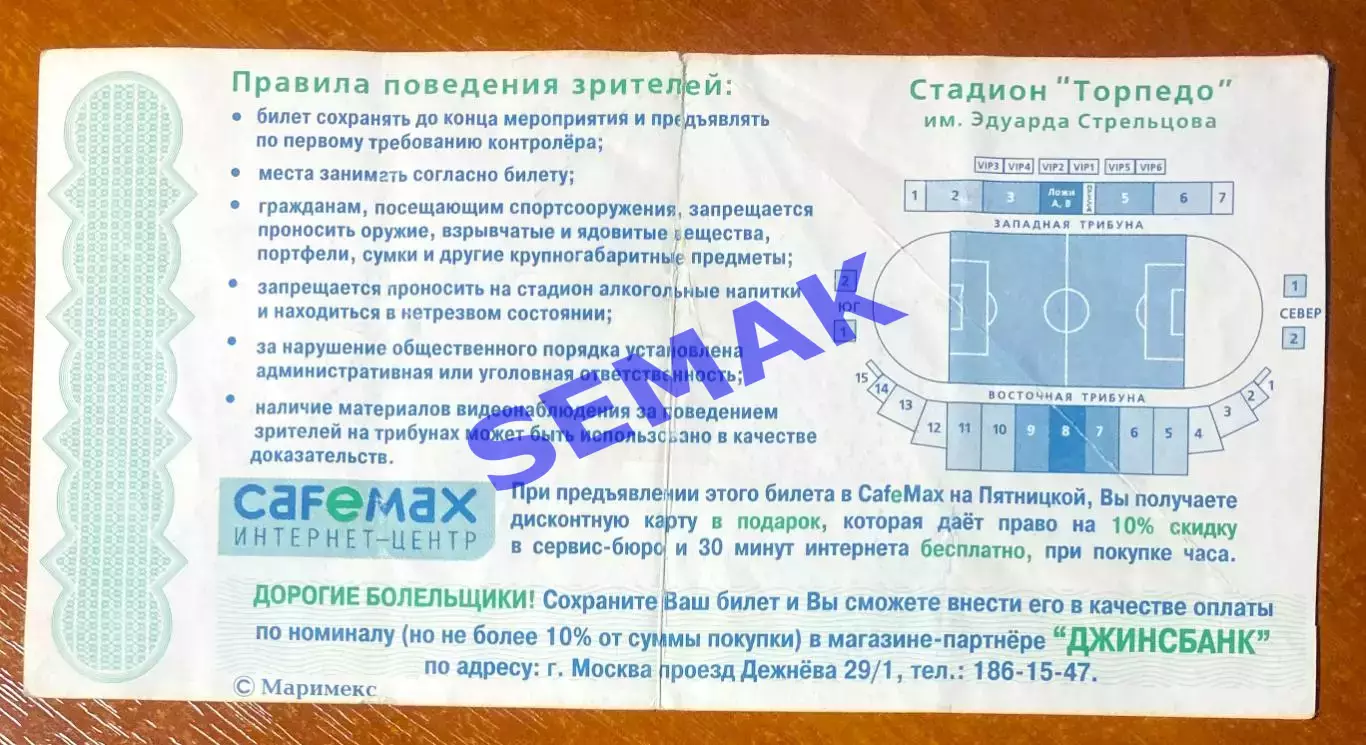 Правила поведения зрителей:
• билет сохранять до конца мероприятия и предъявлять
по первому требованию контролёра;
• места занимать согласно билету;
• гражданам, посещающим спортсооружения, запрещается
проносить оружие, взрывчатые и ядовитые вещества,
портфели, сумки и другие крупногабаритные предметы;
• запрещается проносить на стадион алкогольные напитки
и находиться в нетрезвом состоянии;
• за нарушение общественного порядка установлена
административная или уголовная ответственность;
• наличие материалов видеонаблюдения за поведением
зрителей на трибунах может быть использовано в качестве
доказательств.
Стадион "Торпедо"
им. Эдуарда Стрельцова
VIP3 VIP4 VIP2 VIP1 VIP5 VIP6
1 2 3 Ложи 5 6 7
А, В
ЗАПАДНАЯ ТРИБУНА
2
ЮГ
1
1
СЕВЕР
2
ВОСТОЧНАЯ ТРИБУНА
15 14 13 12 11 10 9 8 7 6 5 4 3 2 1
SEMAK
CafeMax
ИНТЕРНЕТ-ЦЕНТР
При предъявлении этого билета в CafeMax на Пятницкой, Вы получаете
дисконтную карту в подарок, которая даёт право на 10% скидку
в сервис-бюро и 30 минут интернета бесплатно, при покупке часа.
ДОРОГИЕ БОЛЕЛЬЩИКИ! Сохраните Ваш билет и Вы сможете внести его в качестве оплаты
по номиналу (но не более 10% от суммы покупки) в магазине-партнёре "ДЖИНСБАНК"
по адресу: г. Москва проезд Дежнёва 29/1, тел.: 186-15-47.
© Маримекс